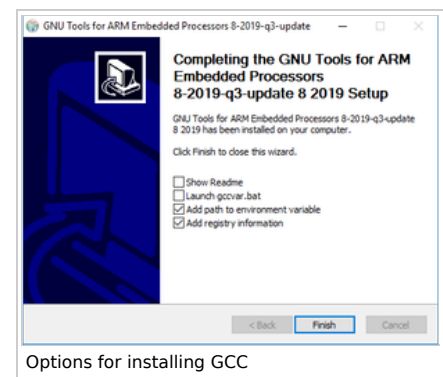 GNU Tools for ARM Embedded Processors 8-2019-q3-update
Completing the GNU Tools for ARM
Embedded Processors
8-2019-q3-update 8 2019 Setup
GNU Tools for ARM Embedded Processors 8-2019-q3-update
8 2019 has been installed on your computer.
Click Finish to close this wizard.
Show Readme
Launch gccvar.bat
Add path to environment variable
Add registry information
< Back Finish Cancel
Options for installing GCC